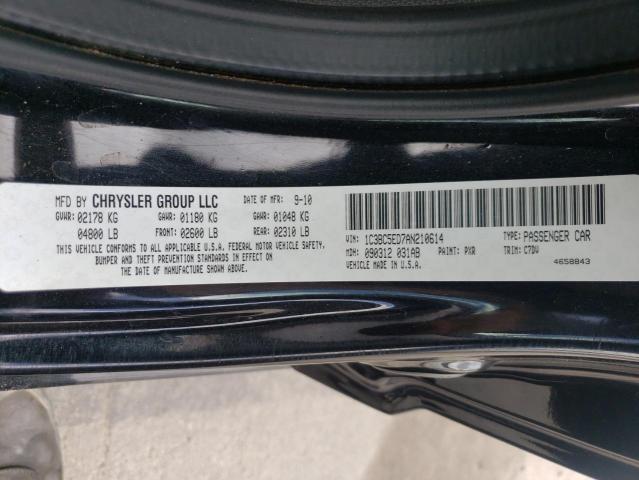 MFD BY CHRYSLER GROUP LLC DATE OF MFR: 9-10
GVWR: 02178 KG GAWR: 01180 KG GAWR: 01048 KG
04800 LB FRONT: 02600 LB REAR: 02310 LB
THIS VEHICLE CONFORMS TO ALL APPLICABLE U.S.A. FEDERAL MOTOR VEHICLE SAFETY,
BUMPER AND THEFT PREVENTION STANDARDS IN EFFECT ON
THE DATE OF MANUFACTURE SHOWN ABOVE.
VIN: 1C3BC5ED7AN210614 TYPE: PASSENGER CAR
MDH: 090312 031AB PAINT: PXR TRIM: C7DV
VEHICLE MADE IN U.S.A. 4658843